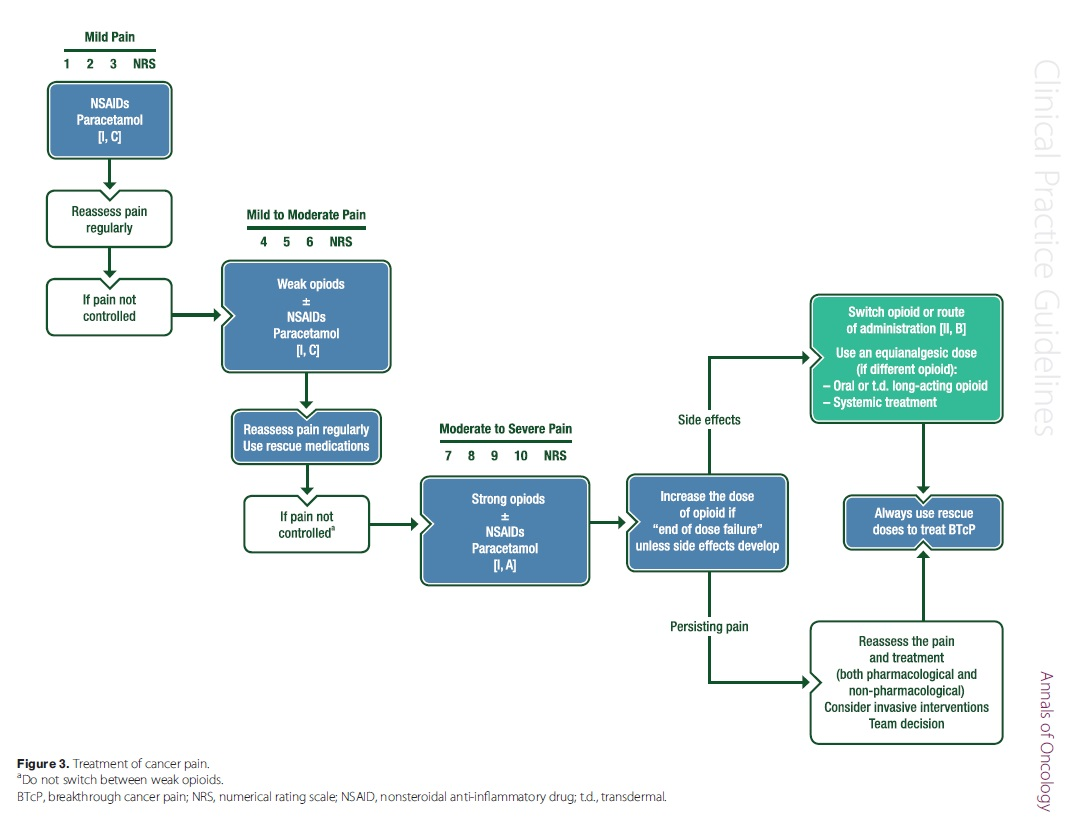 Mild Pain
1 2 3 NRS
NSAIDs
Paracetamol
[I, C]
Reassess pain
regularly
If pain not
controlled
Mild to Moderate Pain
4 5 6 NRS
Weak opiods
±
NSAIDs
Paracetamol
[I, C]
Reassess pain regularly
Use rescue medications
If pain not
controlledª
Moderate to Severe Pain
7 8 9 10 NRS
Strong opiods
±
NSAIDs
Paracetamol
[I, A]
Increase the dose
of opioid if
“end of dose failure”
unless side effects develop
Side effects
Switch opioid or route
of administration [II, B]
Use an equianalgesic dose
(if different opioid):
– Oral or t.d. long-acting opioid
– Systemic treatment
Always use rescue
doses to treat BTcP
Persisting pain
Reassess the pain
and treatment
(both pharmacological and
non-pharmacological)
Consider invasive interventions
Team decision
Figure 3. Treatment of cancer pain.
ªDo not switch between weak opioids.
BTcP, breakthrough cancer pain; NRS, numerical rating scale; NSAID, nonsteroidal anti-inflammatory drug; t.d., transdermal.
Clinical Practice Guidelines
Annals of Oncology